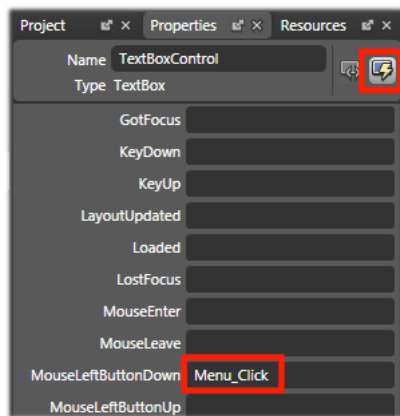 Project Properties Resources
Name TextBoxControl
Type TextBox
GotFocus
KeyDown
KeyUp
LayoutUpdated
Loaded
LostFocus
MouseEnter
MouseLeave
MouseLeftButtonDown Menu_Click
MouseLeftButtonUp